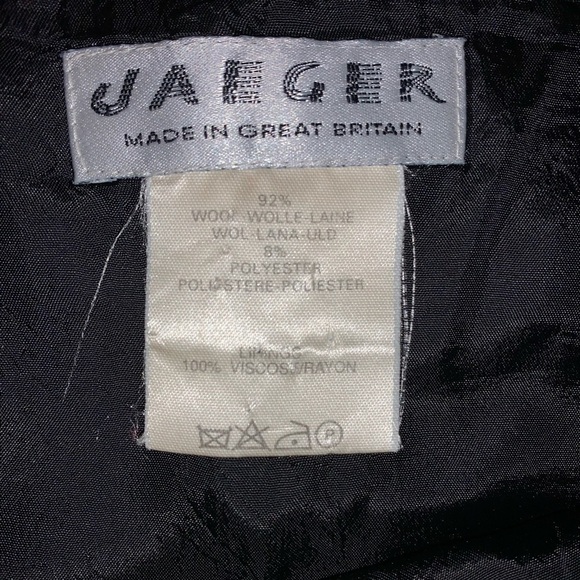 JAEGER
MADE IN GREAT BRITAIN
92%
WOOL-WOLLE-LAINE
WOL-LANA-ULD
8%
POLYESTER
POLIESTERE-POLIESTER
LININGS
100% VISCOSE/RAYON
P